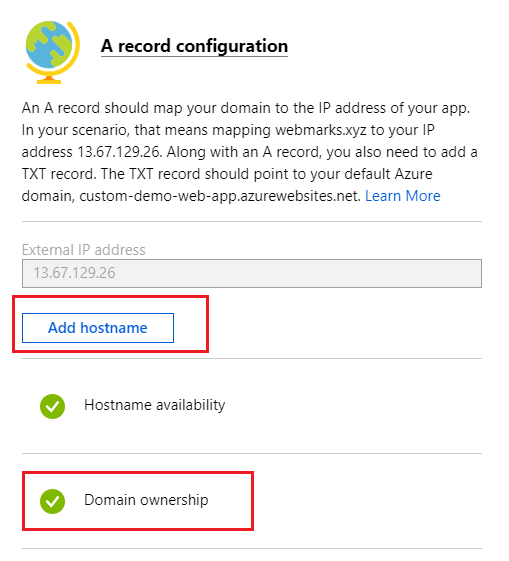 A record configuration
An A record should map your domain to the IP address of your app.
In your scenario, that means mapping webmarks.xyz to your IP
address 13.67.129.26. Along with an A record, you also need to add a
TXT record. The TXT record should point to your default Azure
domain, custom-demo-web-app.azurewebsites.net. Learn More
External IP address
13.67.129.26
Add hostname
Hostname availability
Domain ownership